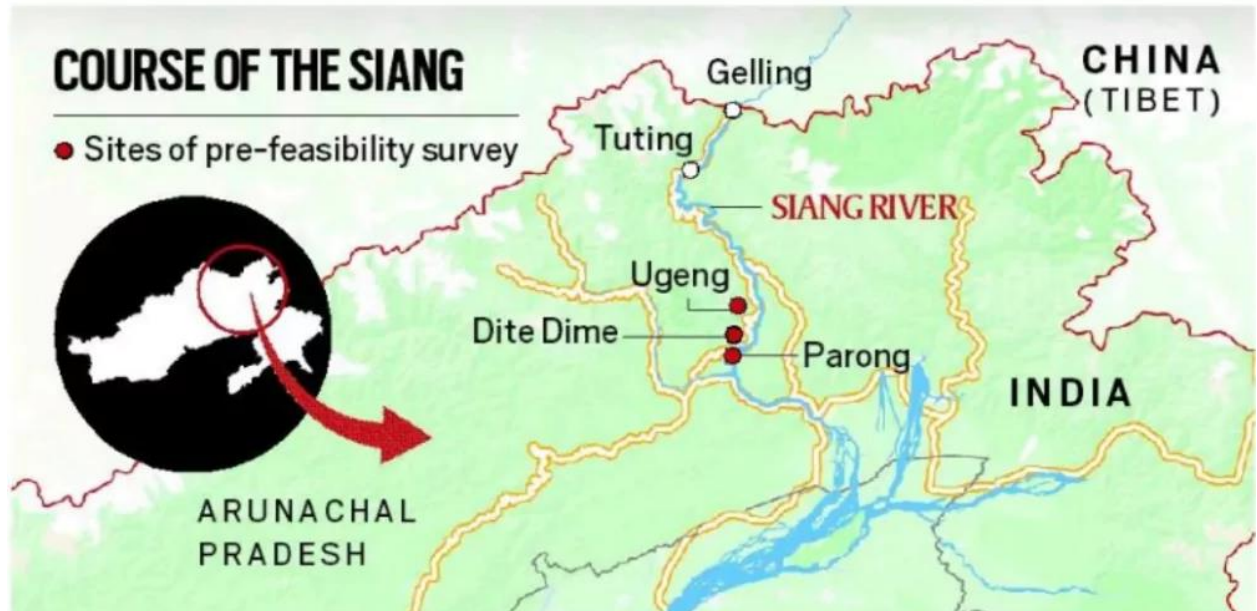 COURSE OF THE SIANG
Sites of pre-feasibility survey
Gelling
CHINA
(TIBET)
Tuting
SIANG RIVER
Ugeng
Dite Dime
Parong
INDIA
ARUNACHAL
PRADESH